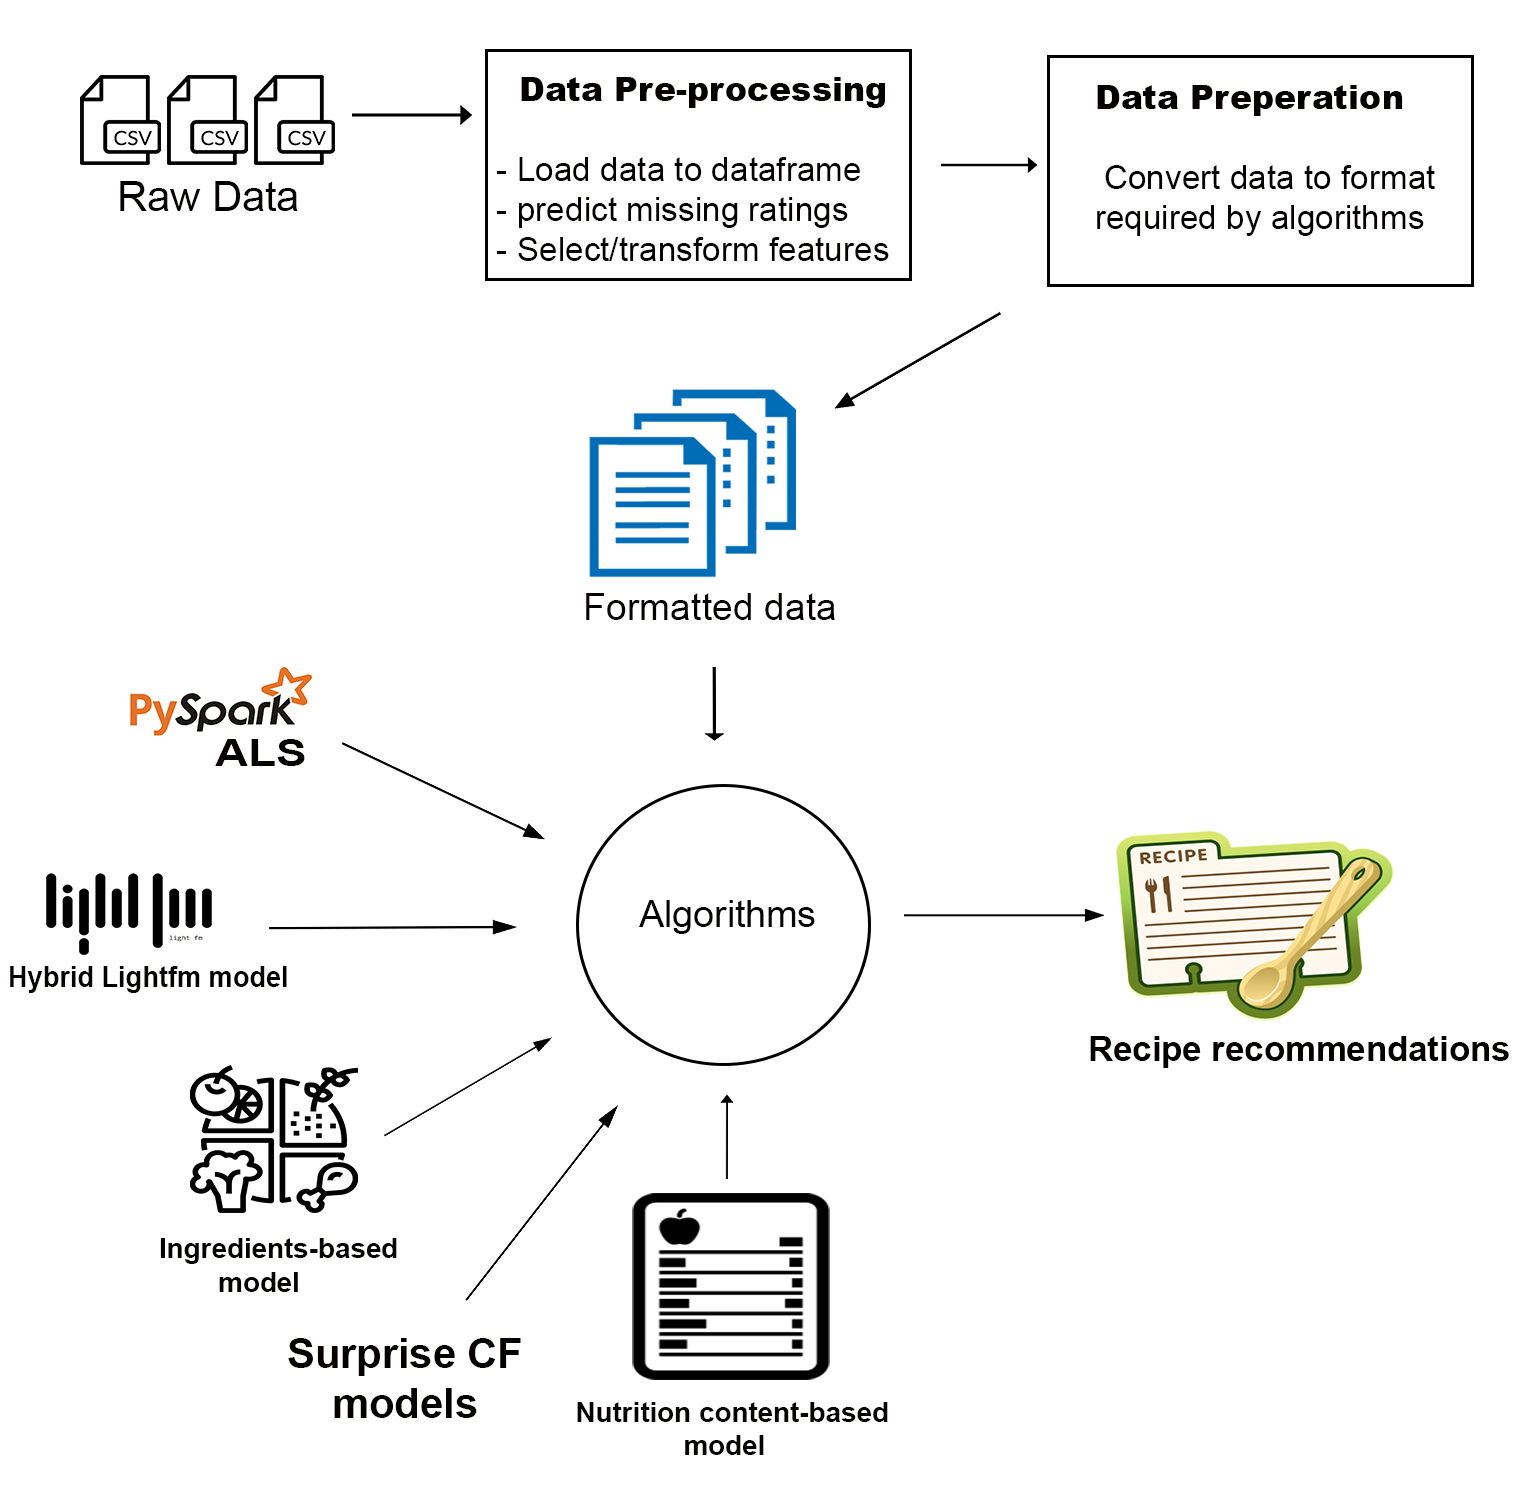 CSV CSV CSV
Raw Data
Data Pre-processing
- Load data to dataframe
- predict missing ratings
- Select/transform features
Data Preperation
Convert data to format
required by algorithms
Formatted data
PySpark
ALS
light fm
light fm
Hybrid Lightfm model
Ingredients-based
model
Surprise CF
models
Nutrition content-based
model
Algorithms
RECIPE
Recipe recommendations